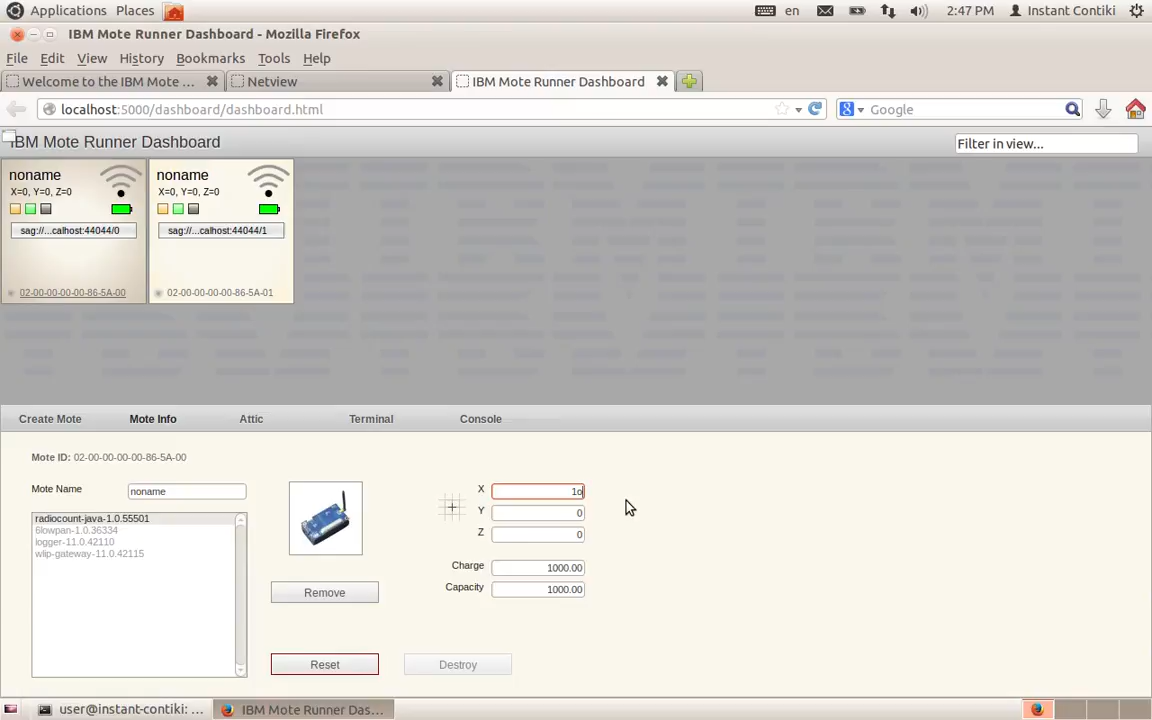 Applications Places en 2:47 PM Instant Contiki
IBM Mote Runner Dashboard - Mozilla Firefox
File Edit View History Bookmarks Tools Help
Welcome to the IBM Mote ... Netview IBM Mote Runner Dashboard
localhost:5000/dashboard/dashboard.html Google
IBM Mote Runner Dashboard Filter in view...
noname noname
X=0, Y=0, Z=0 X=0, Y=0, Z=0
sag://...calhost:44044/0 sag://...calhost:44044/1
02-00-00-00-00-86-5A-00 02-00-00-00-00-86-5A-01
Create Mote Mote Info Attic Terminal Console
Mote ID: 02-00-00-00-00-86-5A-00
Mote Name noname X 1o
radiocount-java-1.0.55501
6lowpan-1.0.36334
logger-11.0.42110
wlip-gateway-11.0.42115
Y 0
Z 0
Charge 1000.00
Capacity 1000.00
Remove
Reset Destroy
user@instant-contiki: ... IBM Mote Runner Das...